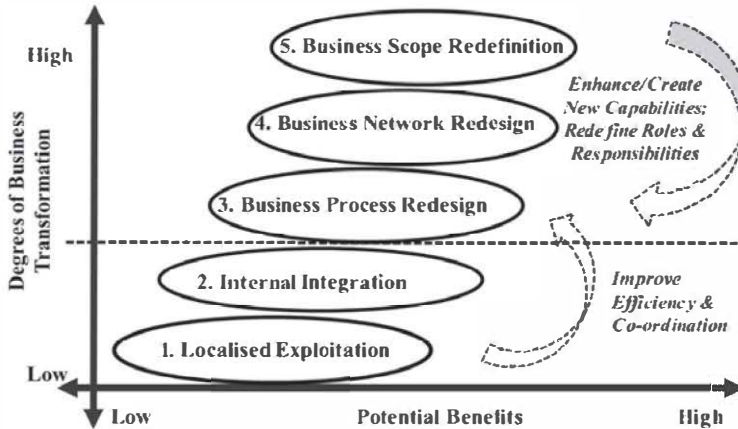 High
5. Business Scope Redefinition
Enhance/Create
New Capabilities;
Redefine Roles &
Responsibilities
4. Business Network Redesign
Degrees of Business
Transformation
3. Business Process Redesign
2. Internal Integration
Improve
Efficiency &
Co-ordination
1. Localised Exploitation
Low
Low
Potential Benefits
High